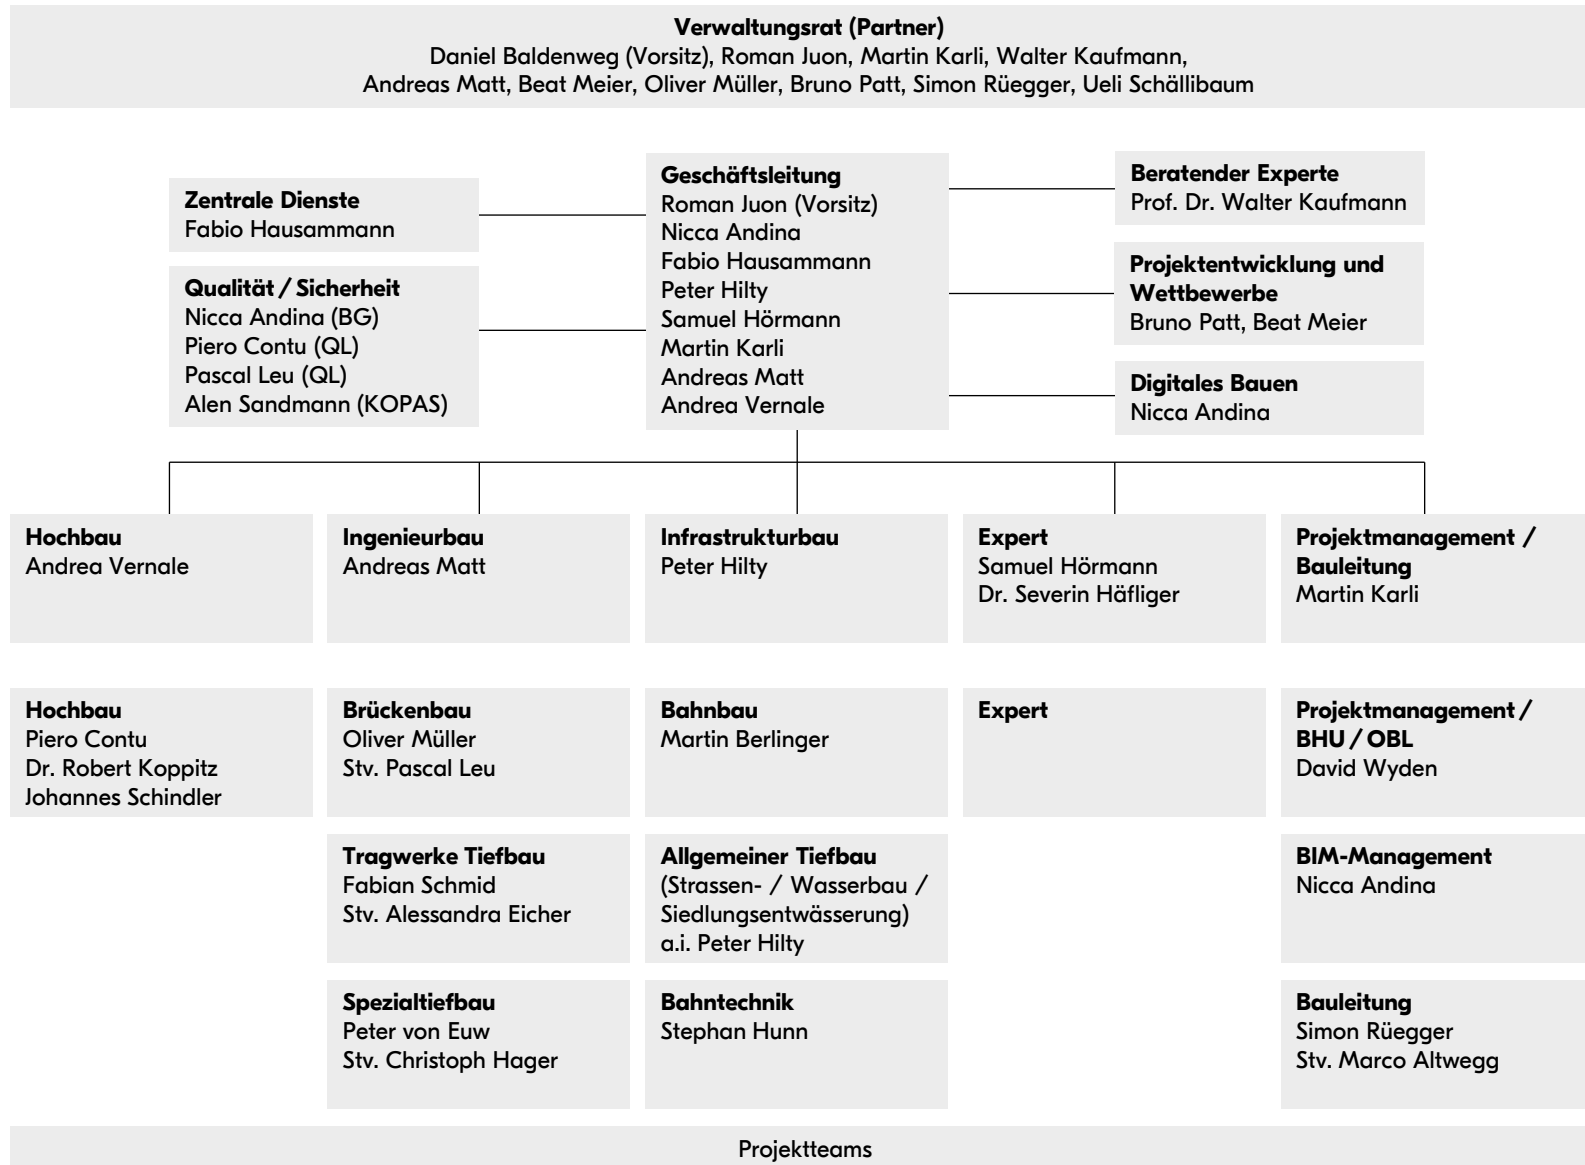 Verwaltungsrat (Partner)
Daniel Baldenweg (Vorsitz), Roman Juon, Martin Karli, Walter Kaufmann,
Andreas Matt, Beat Meier, Oliver Müller, Bruno Patt, Simon Rüegger, Ueli Schällibaum
Zentrale Dienste
Fabio Hausammann
Qualität / Sicherheit
Nicca Andina (BG)
Piero Contu (QL)
Pascal Leu (QL)
Alen Sandmann (KOPAS)
Geschäftsleitung
Roman Juon (Vorsitz)
Nicca Andina
Fabio Hausammann
Peter Hilty
Samuel Hörmann
Martin Karli
Andreas Matt
Andrea Vernale
Beratender Experte
Prof. Dr. Walter Kaufmann
Projektentwicklung und
Wettbewerbe
Bruno Patt, Beat Meier
Digitales Bauen
Nicca Andina
Hochbau
Andrea Vernale
Ingenieurbau
Andreas Matt
Infrastrukturbau
Peter Hilty
Expert
Samuel Hörmann
Dr. Severin Häfliger
Projektmanagement /
Bauleitung
Martin Karli
Hochbau
Piero Contu
Dr. Robert Koppitz
Johannes Schindler
Brückenbau
Oliver Müller
Stv. Pascal Leu
Bahnbau
Martin Berlinger
Expert
Projektmanagement /
BHU / OBL
David Wyden
Tragwerke Tiefbau
Fabian Schmid
Stv. Alessandra Eicher
Allgemeiner Tiefbau
(Strassen- / Wasserbau /
Siedlungsentwässerung)
a.i. Peter Hilty
BIM-Management
Nicca Andina
Spezialtiefbau
Peter von Euw
Stv. Christoph Hager
Bahntechnik
Stephan Hunn
Bauleitung
Simon Rüegger
Stv. Marco Altwegg
Projektteams